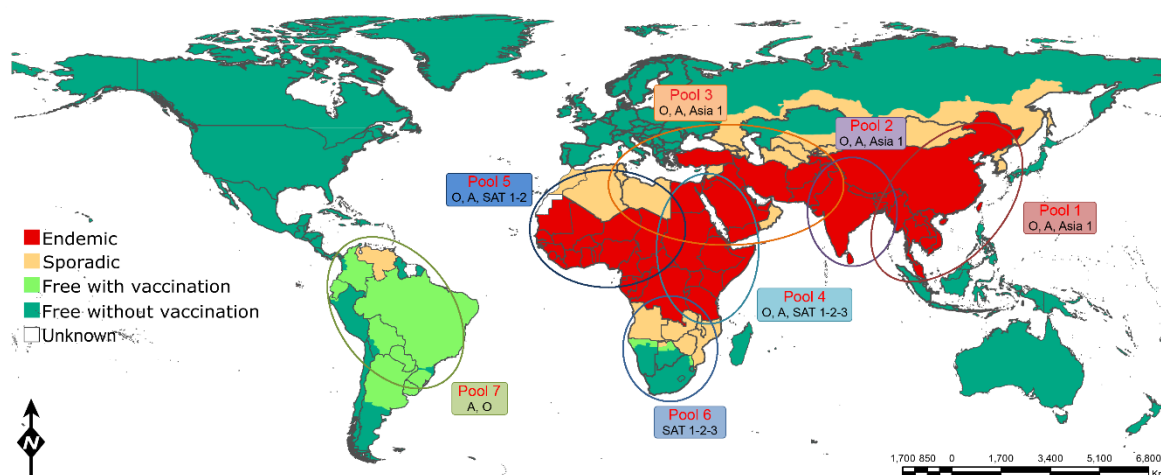 Pool 3
O, A, Asia 1
Pool 2
O, A, Asia 1
Pool 5
O, A, SAT 1-2
Pool 1
O, A, Asia 1
Endemic
Sporadic
Free with vaccination
Free without vaccination
Unknown
Pool 4
O, A, SAT 1-2-3
Pool 7
A, O
Pool 6
SAT 1-2-3
N
1,700 850 0 1,700 3,400 5,100 6,800